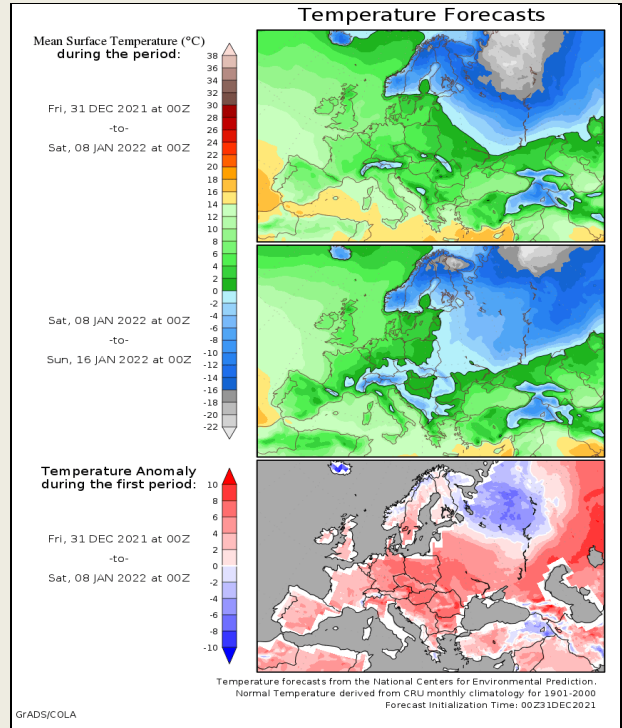 Temperature Forecasts
Mean Surface Temperature (°C)
during the period:
38
36
34
32
30
28
26
24
22
20
18
16
14
12
10
8
6
4
2
0
-2
-4
-6
-8
-10
-12
-14
-16
-18
-20
-22
Fri, 31 DEC 2021 at 00Z
-to-
Sat, 08 JAN 2022 at 00Z
Sat, 08 JAN 2022 at 00Z
-to-
Sun, 16 JAN 2022 at 00Z
Temperature Anomaly
during the first period:
10
8
6
4
2
0
-2
-4
-6
-8
-10
Fri, 31 DEC 2021 at 00Z
-to-
Sat, 08 JAN 2022 at 00Z
Temperature forecasts from the National Centers for Environmental Prediction.
Normal Temperature derived from CRU monthly climatology for 1901-2000
Forecast Initialization Time: 00Z31DEC2021
GrADS/COLA